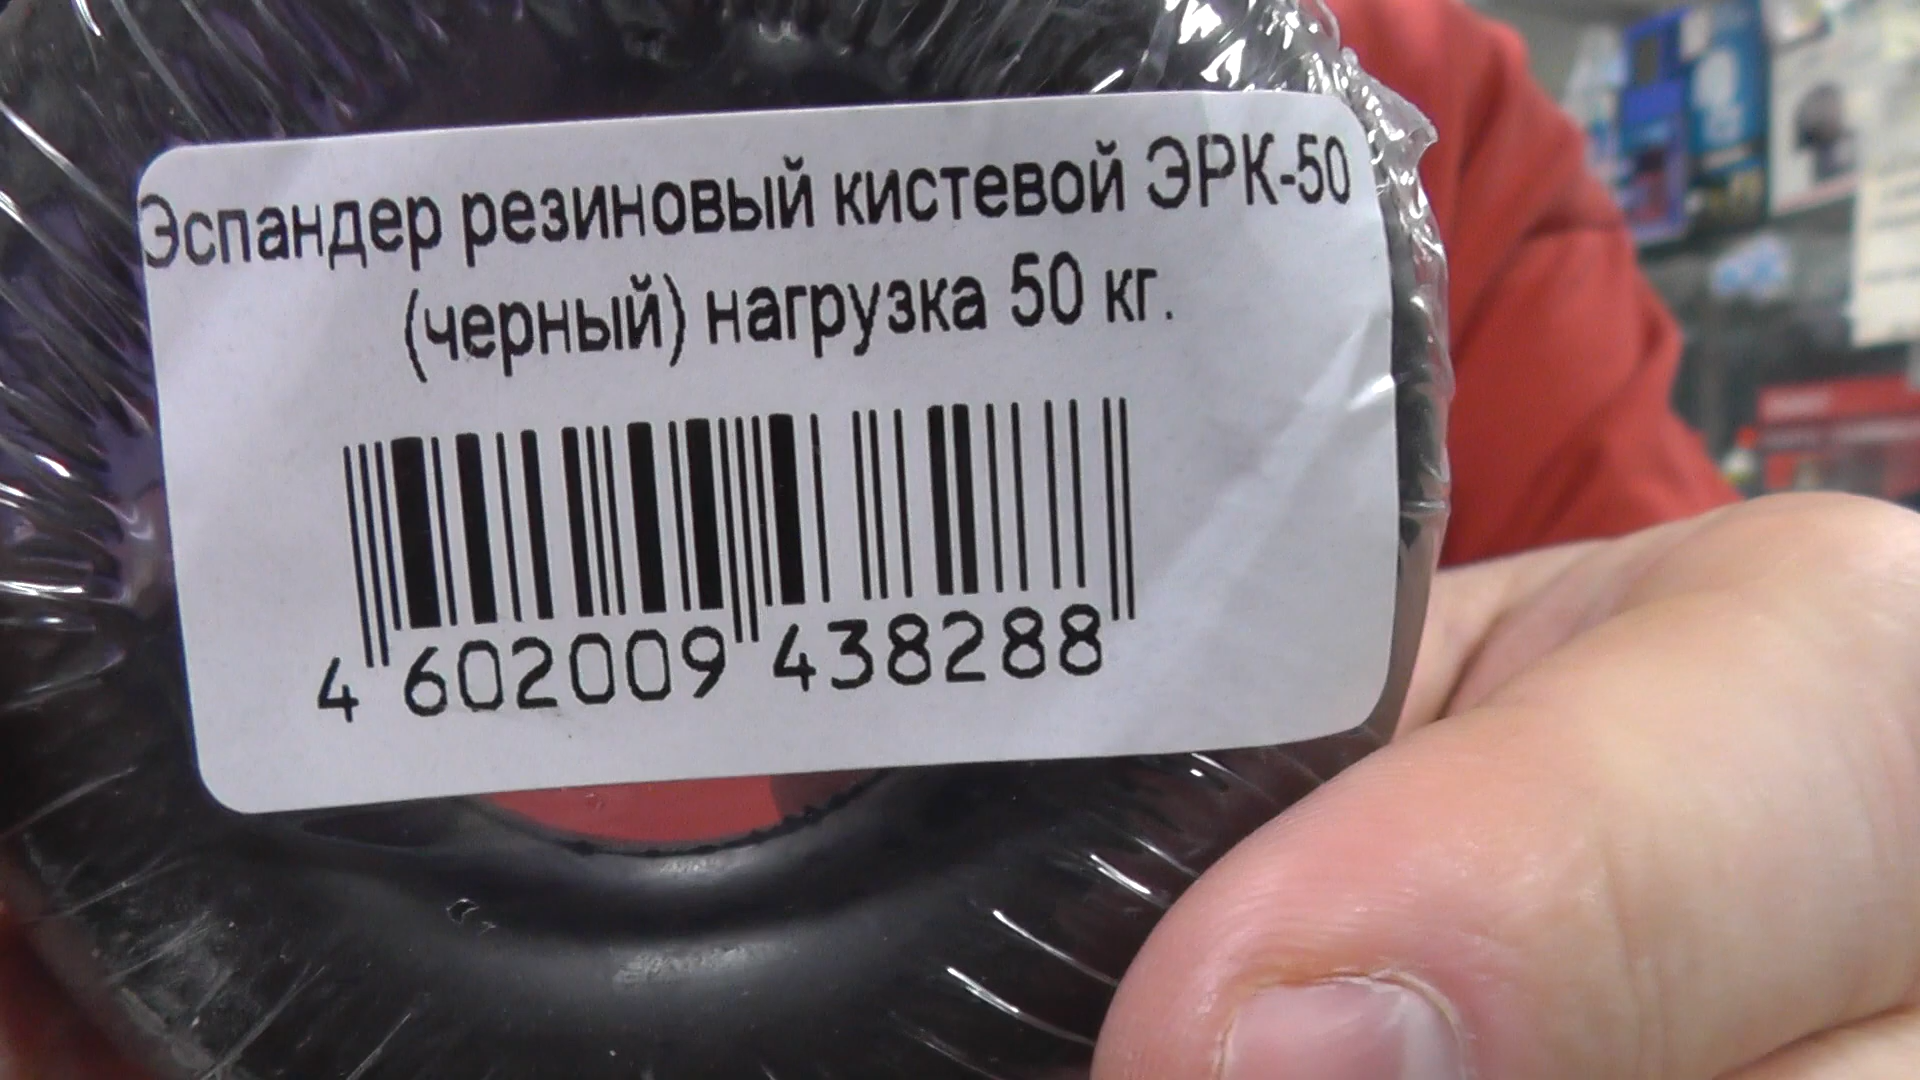 Эспандер резиновый кистевой ЭРК-50
(черный) нагрузка 50 кг.
4 602009 438288